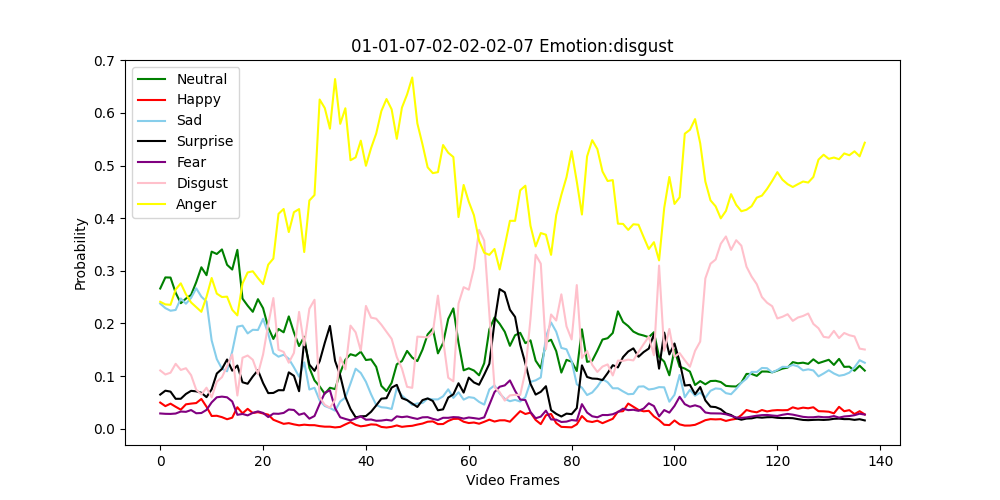 01-01-07-02-02-02-07 Emotion:disgust
Probability
0.7
0.6
0.5
0.4
0.3
0.2
0.1
0.0
Neutral
Happy
Sad
Surprise
Fear
Disgust
Anger
0 20 40 60 80 100 120 140
Video Frames